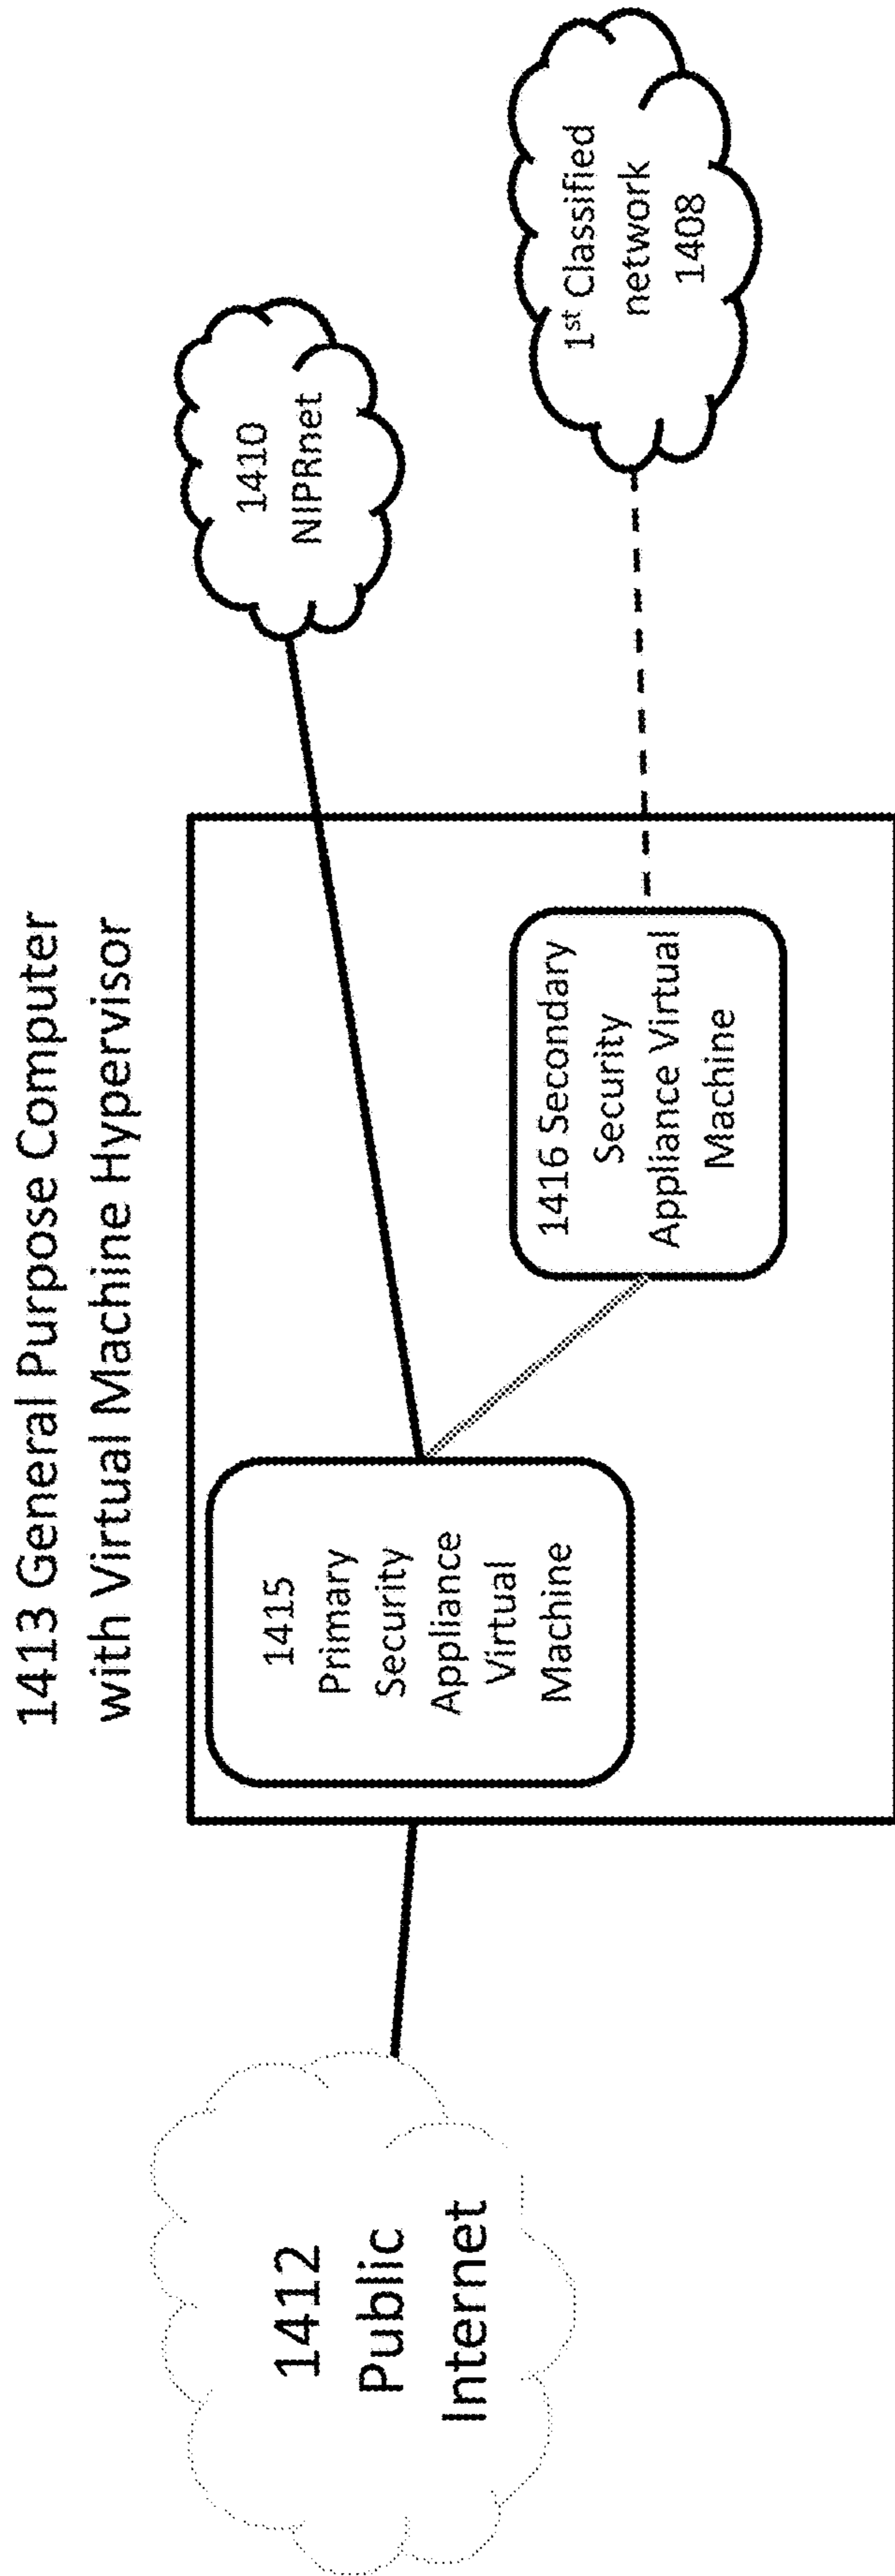 1413 General Purpose Computer
with Virtual Machine Hypervisor
1412
Public
Internet
1415
Primary
Security
Appliance
Virtual
Machine
1416 Secondary
Security
Appliance Virtual
Machine
1410
NIPRnet
1st Classified
network
1408